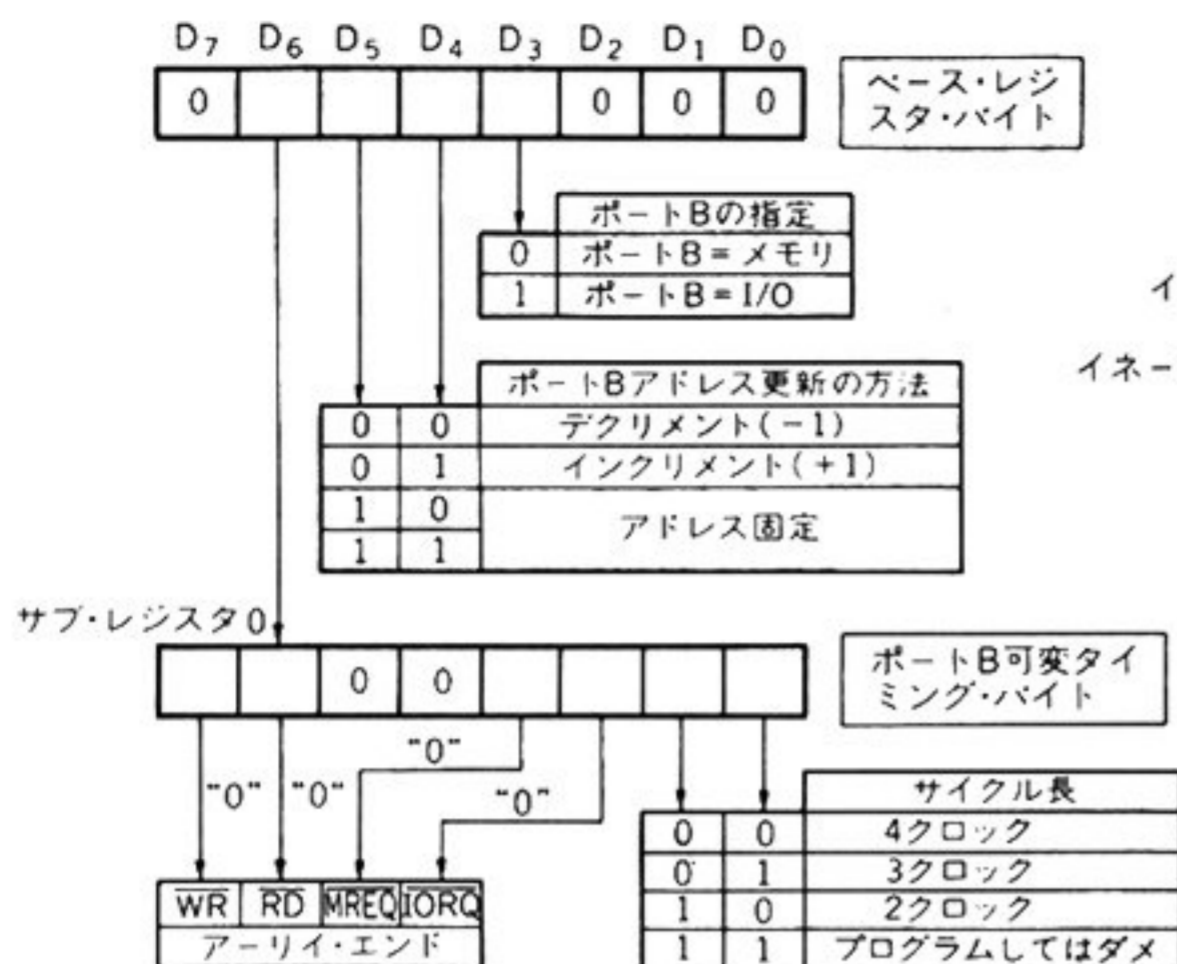 D7 D6 D5 D4 D3 D2 D1 D0
0 0 0 0
ベース・レジ
スタ・バイト
ポートBの指定
0 ポートB=メモリ
1 ポートB=I/O
イ
イネー
ポートBアドレス更新の方法
0 0 デクリメント(-1)
0 1 インクリメント(+1)
1 0
アドレス固定
1 1
サブ・レジスタ0
0 0
ポートB可変タイ
ミング・バイト
"0" "0" "0" "0"
サイクル長
0 0 4クロック
0 1 3クロック
1 0 2クロック
1 1 プログラムしてはダメ
WR RD MREQ IORQ
アーリイ・エンド